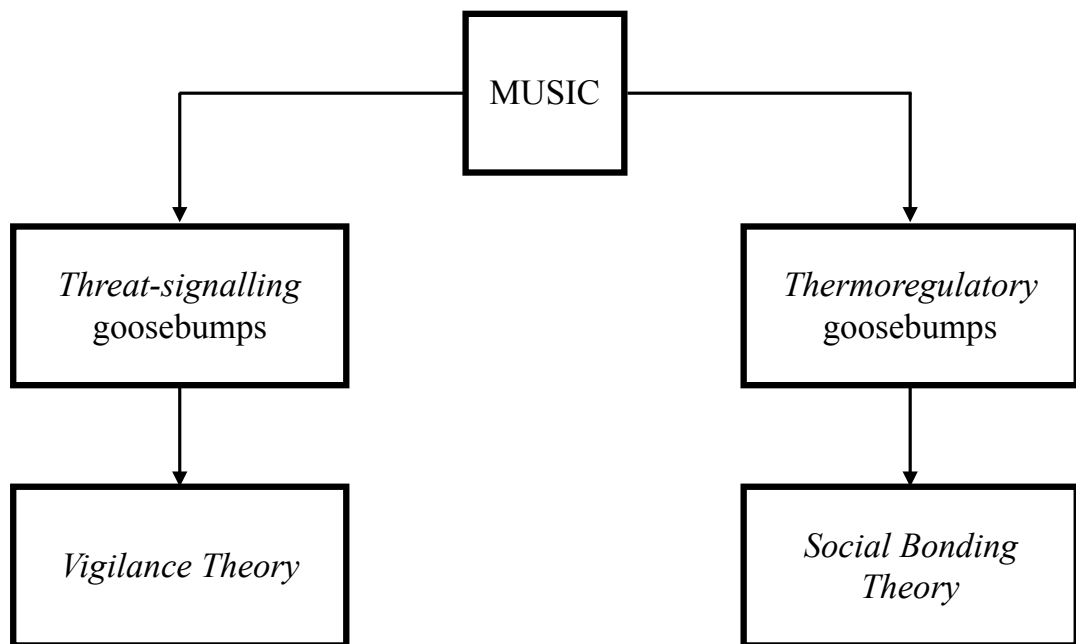 MUSIC
Threat-signalling
goosebumps
Thermoregulatory
goosebumps
Vigilance Theory
Social Bonding
Theory